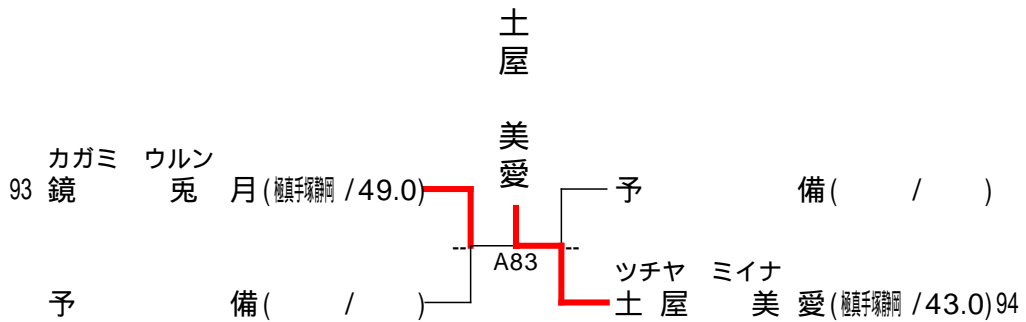 土屋 美愛
カガミ ウルン
93 鏡 兎 月(極真手塚静岡 /49.0)
予 備( / )
--
--
A83
予 備( / )
ツチヤ ミイナ
土 屋 美 愛(極真手塚静岡 /43.0)94